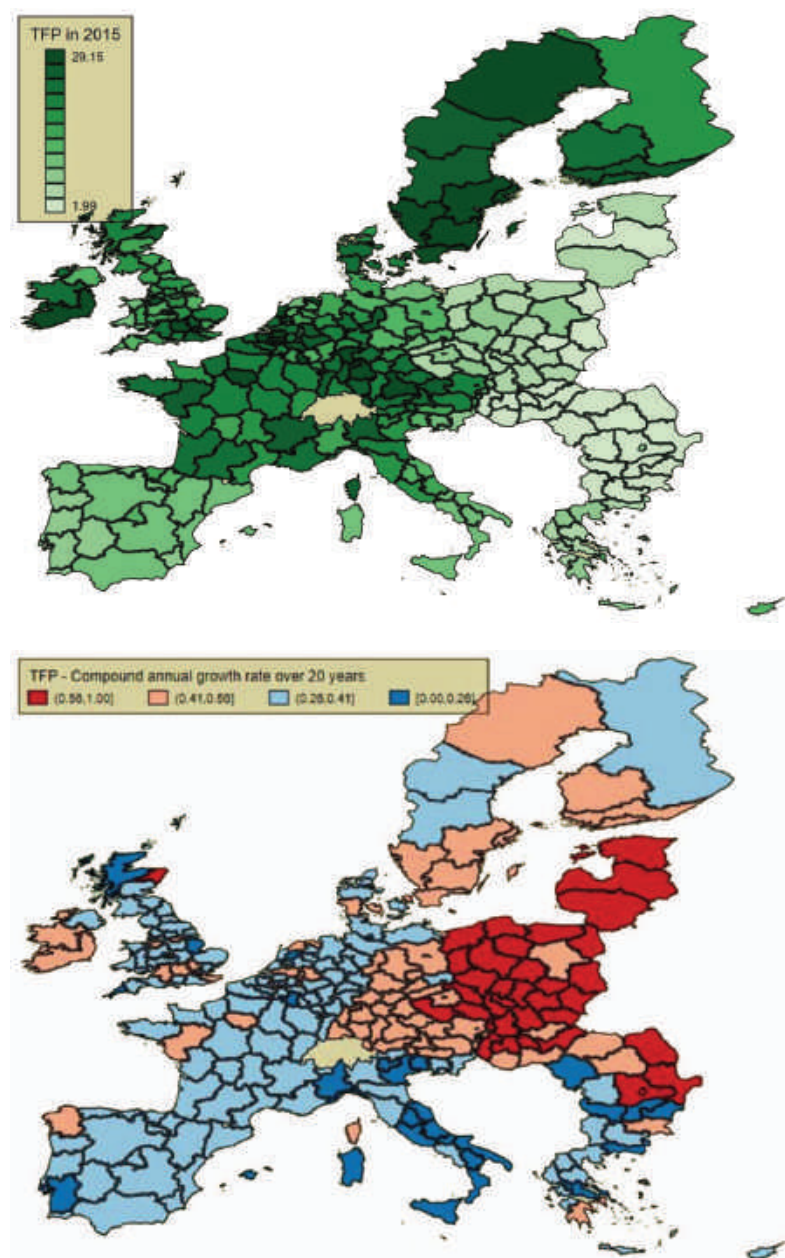 TFP in 2015
29.15
1.99
TFP - Compound annual growth rate over 20 years
(0.56,1.00] (0.41,0.56] (0.26,0.41] [0.00,0.26]